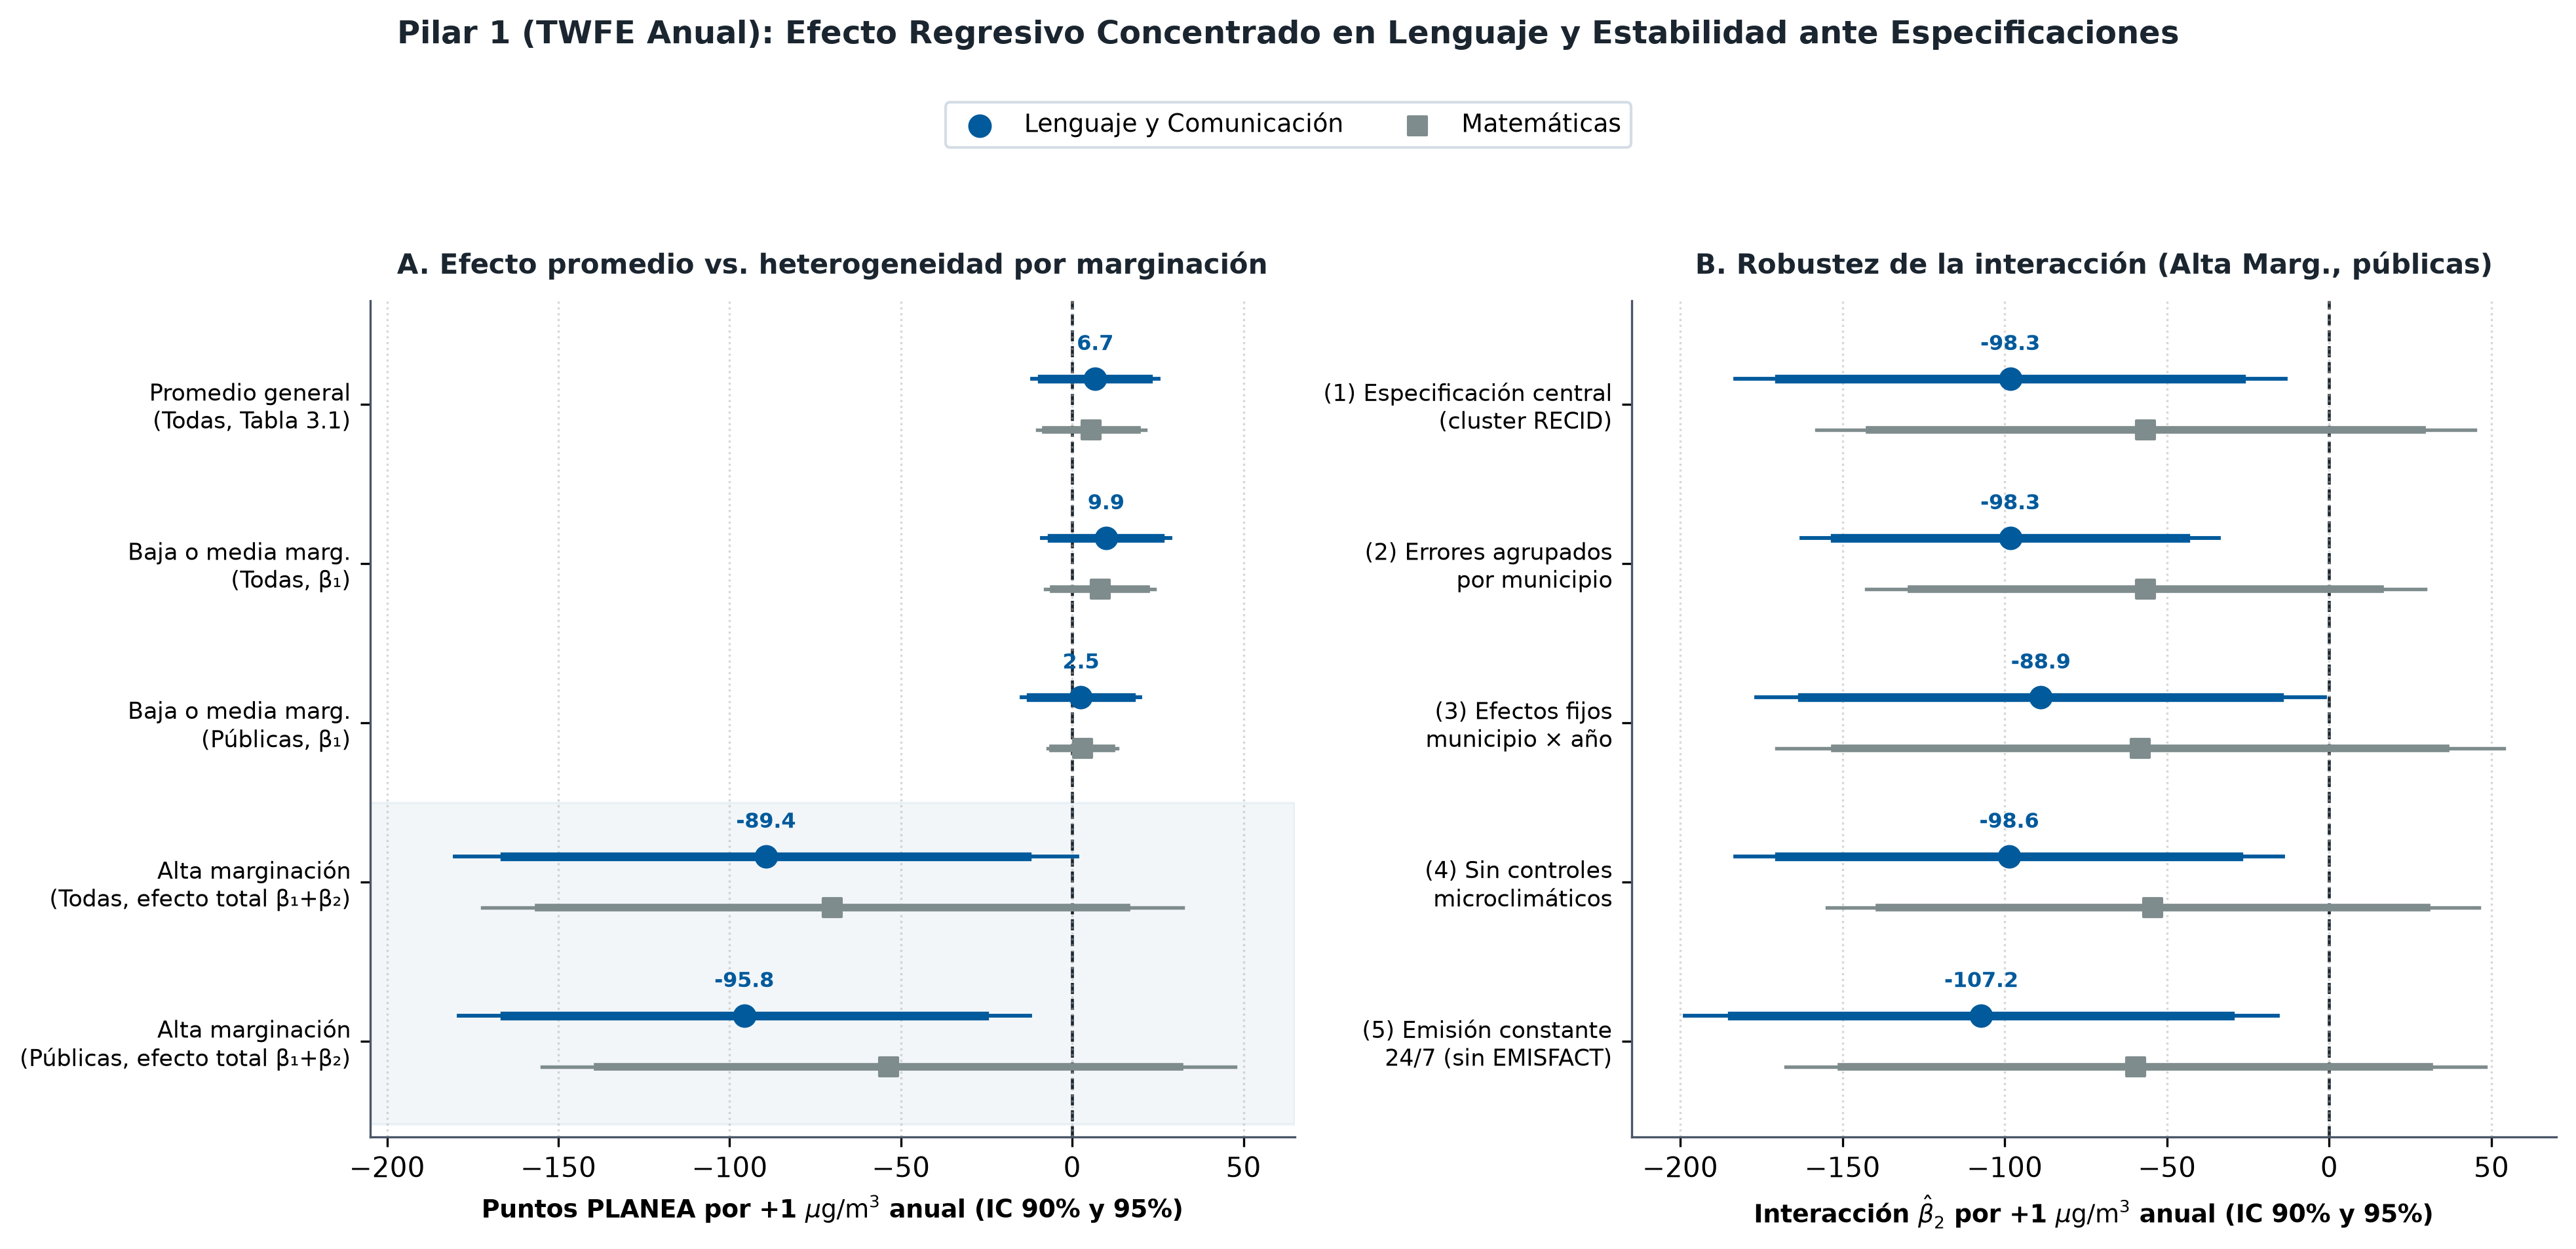 Pilar 1 (TWFE Anual): Efecto Regresivo Concentrado en Lenguaje y Estabilidad ante Especificaciones
Lenguaje y Comunicación
Matemáticas
A. Efecto promedio vs. heterogeneidad por marginación
6.7
Promedio general
(Todas, Tabla 3.1)
9.9
Baja o media marg.
(Todas, β₁)
2.5
Baja o media marg.
(Públicas, β₁)
-89.4
Alta marginación
(Todas, efecto total β₁+β₂)
-95.8
Alta marginación
(Públicas, efecto total β₁+β₂)
−200 −150 −100 −50 0 50
Puntos PLANEA por +1 μg/m³ anual (IC 90% y 95%)
B. Robustez de la interacción (Alta Marg., públicas)
-98.3
(1) Especificación central
(cluster RECID)
-98.3
(2) Errores agrupados
por municipio
-88.9
(3) Efectos fijos
municipio × año
-98.6
(4) Sin controles
microclimáticos
-107.2
(5) Emisión constante
24/7 (sin EMISFACT)
−200 −150 −100 −50 0 50
Interacción β̂₂ por +1 μg/m³ anual (IC 90% y 95%)